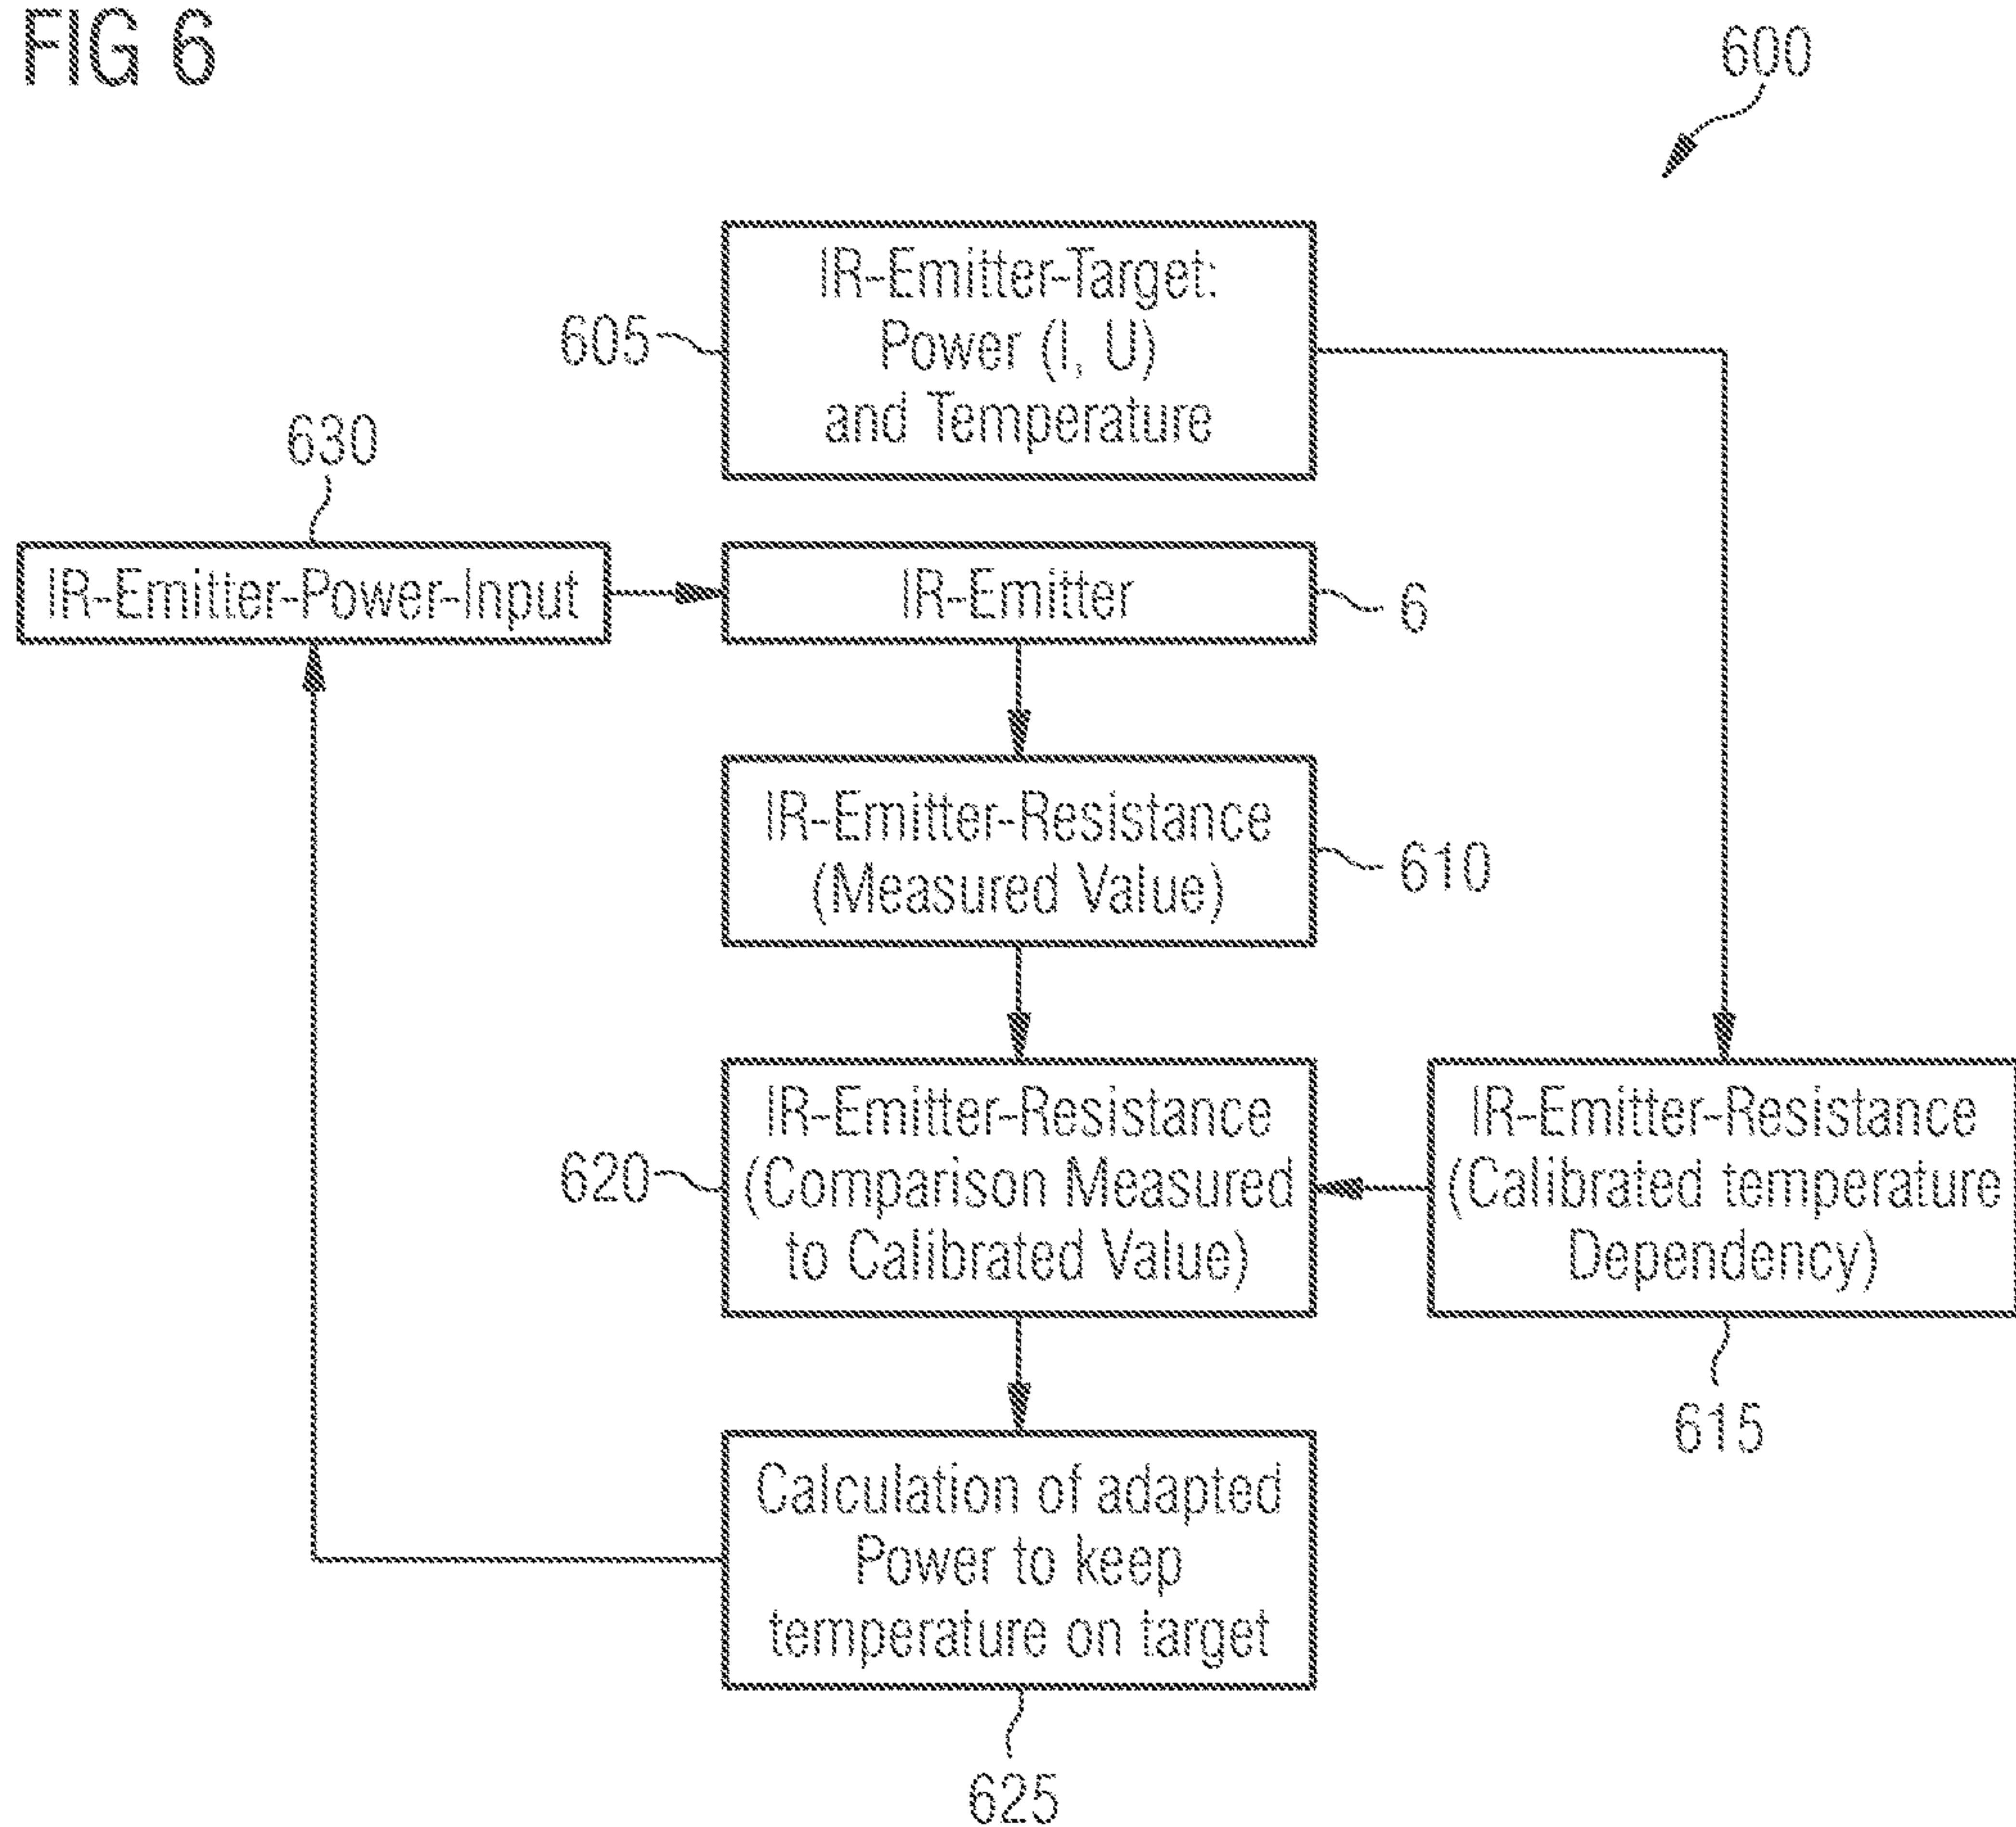 FIG 6
600
IR-Emitter-Target:
Power (I, U)
and Temperature
605
630
IR-Emitter-Power-Input
IR-Emitter
6
IR-Emitter-Resistance
(Measured Value)
610
IR-Emitter-Resistance
(Comparison Measured
to Calibrated Value)
620
IR-Emitter-Resistance
(Calibrated temperature
Dependency)
615
Calculation of adapted
Power to keep
temperature on target
625